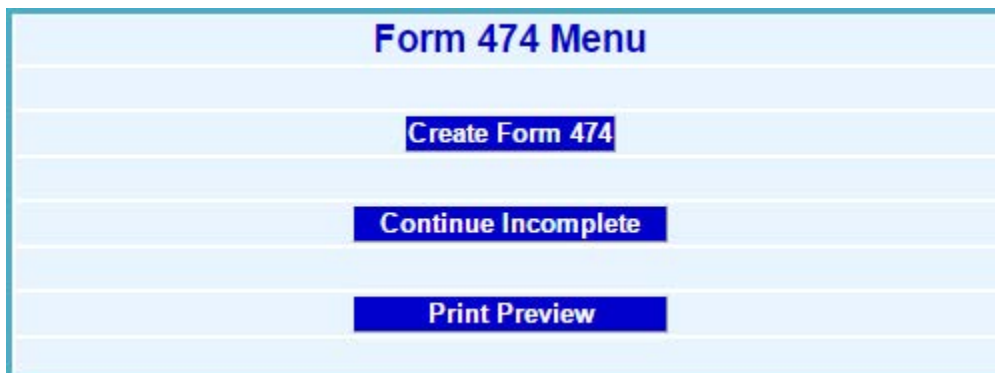 Form 474 Menu
Create Form 474
Continue Incomplete
Print Preview